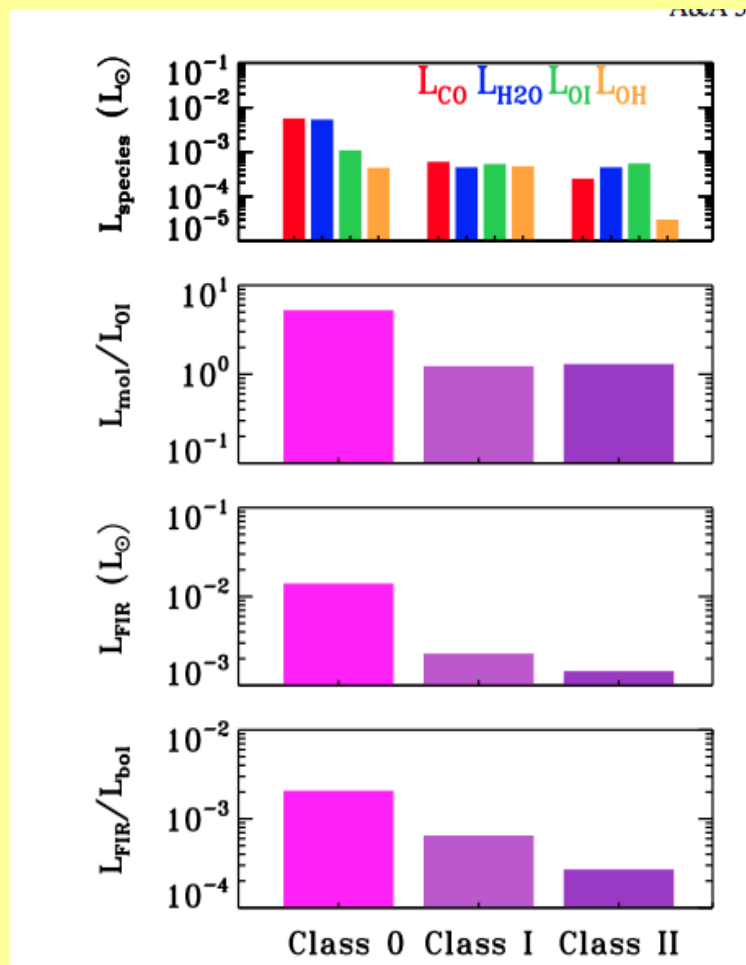 A&A 5
L_CO L_H2O L_OI L_OH
L_species (L_⊙)
10^-1
10^-2
10^-3
10^-4
10^-5
L_mol/L_OI
10^1
10^0
10^-1
L_FIR (L_⊙)
10^-1
10^-2
10^-3
L_FIR/L_bol
10^-2
10^-3
10^-4
Class 0 Class I Class II